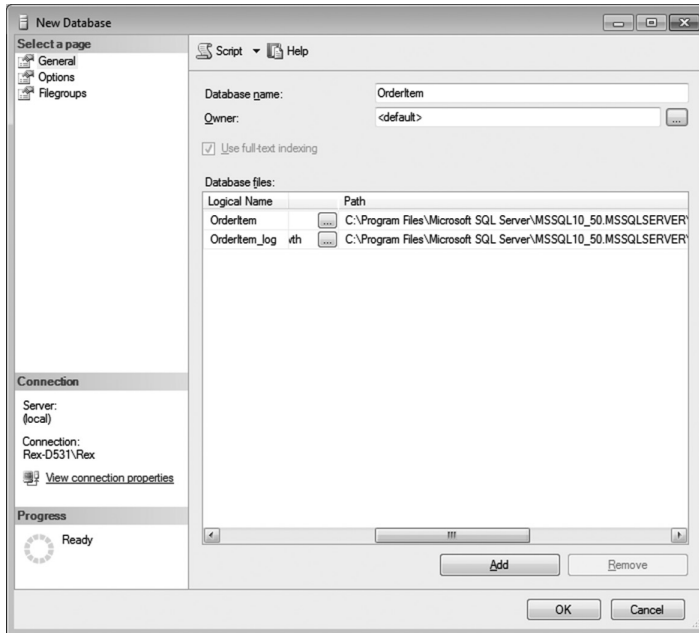 New Database
Select a page
General
Options
Filegroups
Script
Help
Database name:
OrderItem
Owner:
<default>
...
Use full-text indexing
Database files:
Logical Name Path
OrderItem ... C:\Program Files\Microsoft SQL Server\MSSQL10_50.MSSQLSERVER\
OrderItem_log wth ... C:\Program Files\Microsoft SQL Server\MSSQL10_50.MSSQLSERVER\
Connection
Server:
(local)
Connection:
Rex-D531\Rex
View connection properties
Progress
Ready
Add
Remove
OK
Cancel